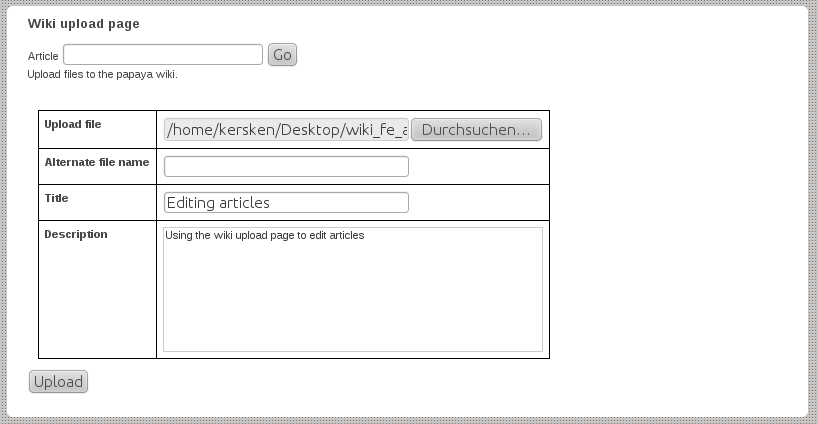 Wiki upload page
Article Go
Upload files to the papaya wiki.
Upload file /home/kersken/Desktop/wiki_fe_a Durchsuchen...
Alternate file name
Title Editing articles
Description Using the wiki upload page to edit articles
Upload